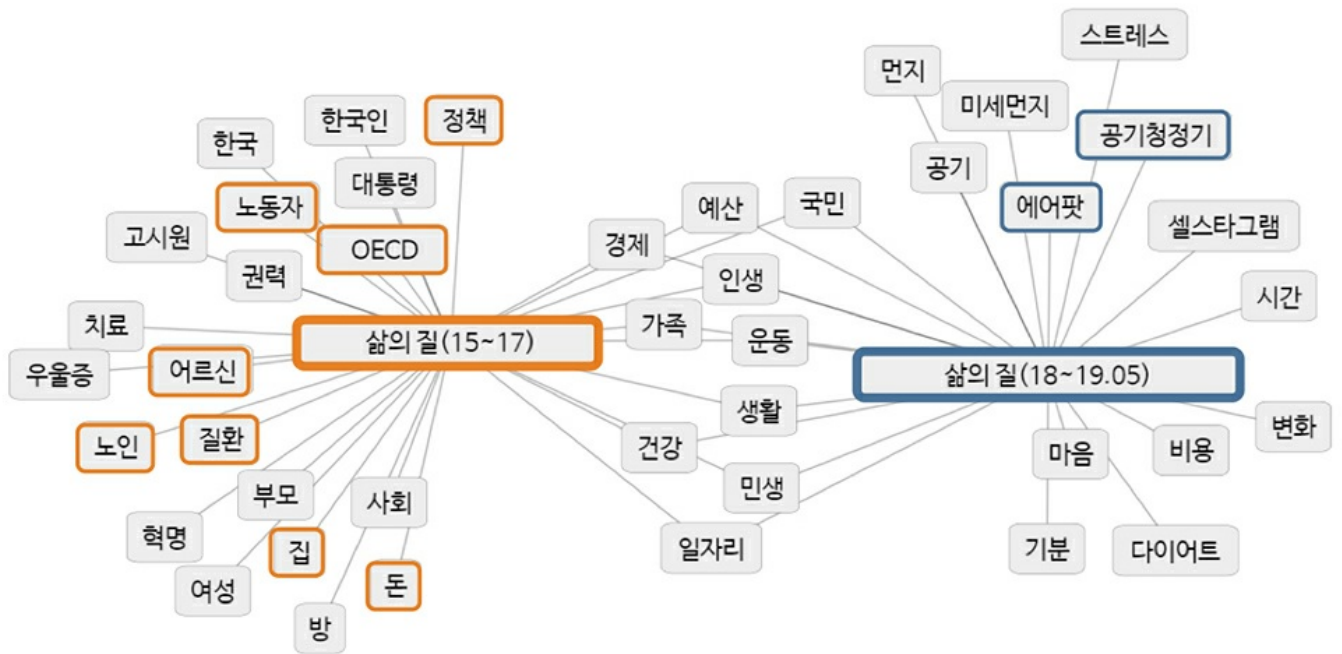 스트레스
먼지
미세먼지
한국인
정책
공기청정기
한국
공기
대통령
노동자
예산
국민
에어팟
셀스타그램
고시원
OECD
경제
권력
인생
시간
치료
가족
운동
삶의 질(15~17)
우울증
어르신
삶의 질(18~19.05)
생활
변화
노인
질환
건강
마음
비용
부모
사회
민생
혁명
집
일자리
기분
다이어트
여성
돈
방